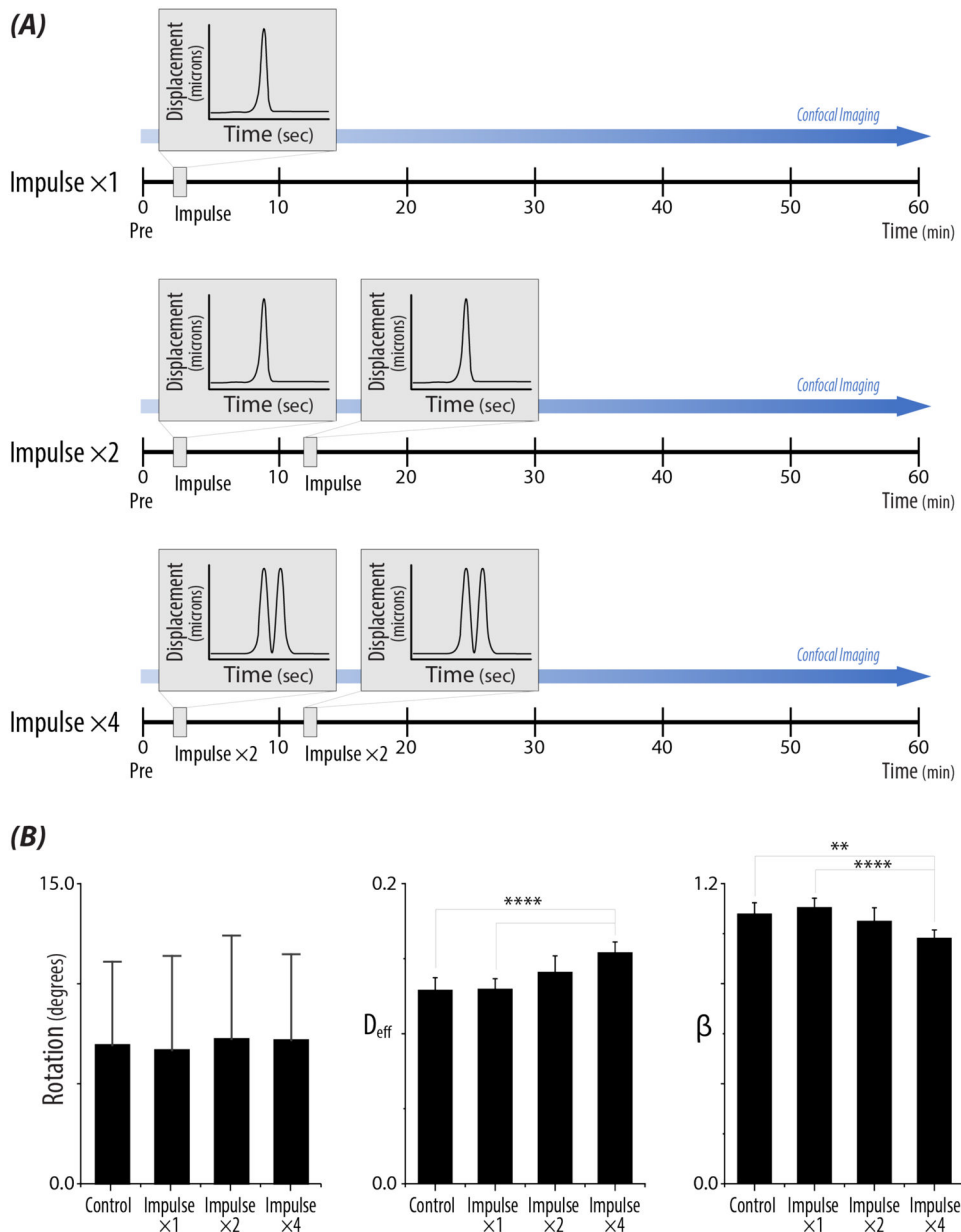 (A)
Displacement
(microns)
Time (sec)
Confocal Imaging
Impulse ×1
0
10
20
30
40
50
60
Pre
Impulse
Time (min)
Displacement
(microns)
Time (sec)
Displacement
(microns)
Time (sec)
Confocal Imaging
Impulse ×2
0
10
20
30
40
50
60
Pre
Impulse
Impulse
Time (min)
Displacement
(microns)
Time (sec)
Displacement
(microns)
Time (sec)
Confocal Imaging
Impulse ×4
0
10
20
30
40
50
60
Pre
Impulse ×2
Impulse ×2
Time (min)
(B)
15.0
Rotation (degrees)
0.0
Control
Impulse
×1
Impulse
×2
Impulse
×4
0.2
****
Deff
0.0
Control
Impulse
×1
Impulse
×2
Impulse
×4
**
****
1.2
β
0.0
Control
Impulse
×1
Impulse
×2
Impulse
×4